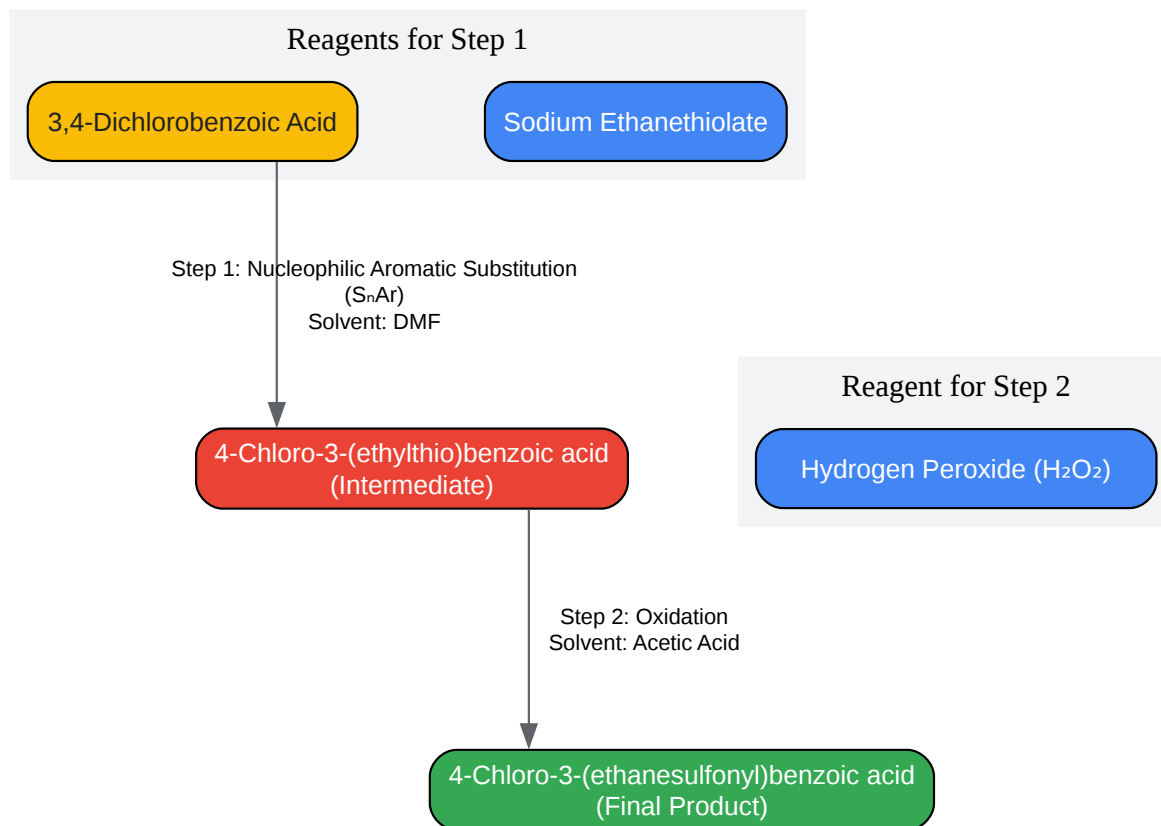 Reagents for Step 1
3,4-Dichlorobenzoic Acid
Sodium Ethanethiolate
Step 1: Nucleophilic Aromatic Substitution
(SₙAr)
Solvent: DMF
Reagent for Step 2
4-Chloro-3-(ethylthio)benzoic acid
(Intermediate)
Hydrogen Peroxide (H₂O₂)
Step 2: Oxidation
Solvent: Acetic Acid
4-Chloro-3-(ethanesulfonyl)benzoic acid
(Final Product)